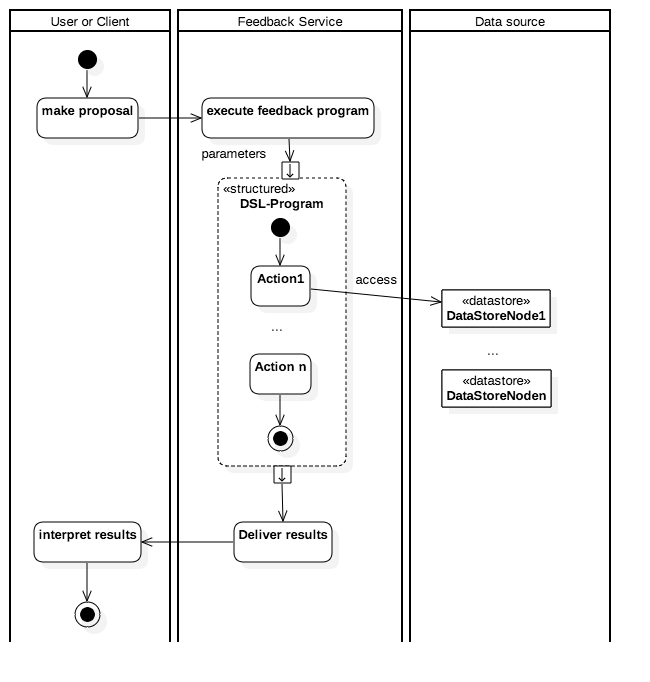 User or Client
Feedback Service
Data source
make proposal
execute feedback program
parameters
«structured»
DSL-Program
Action1
access
«datastore»
DataStoreNode1
...
...
Action n
«datastore»
DataStoreNoden
interpret results
Deliver results